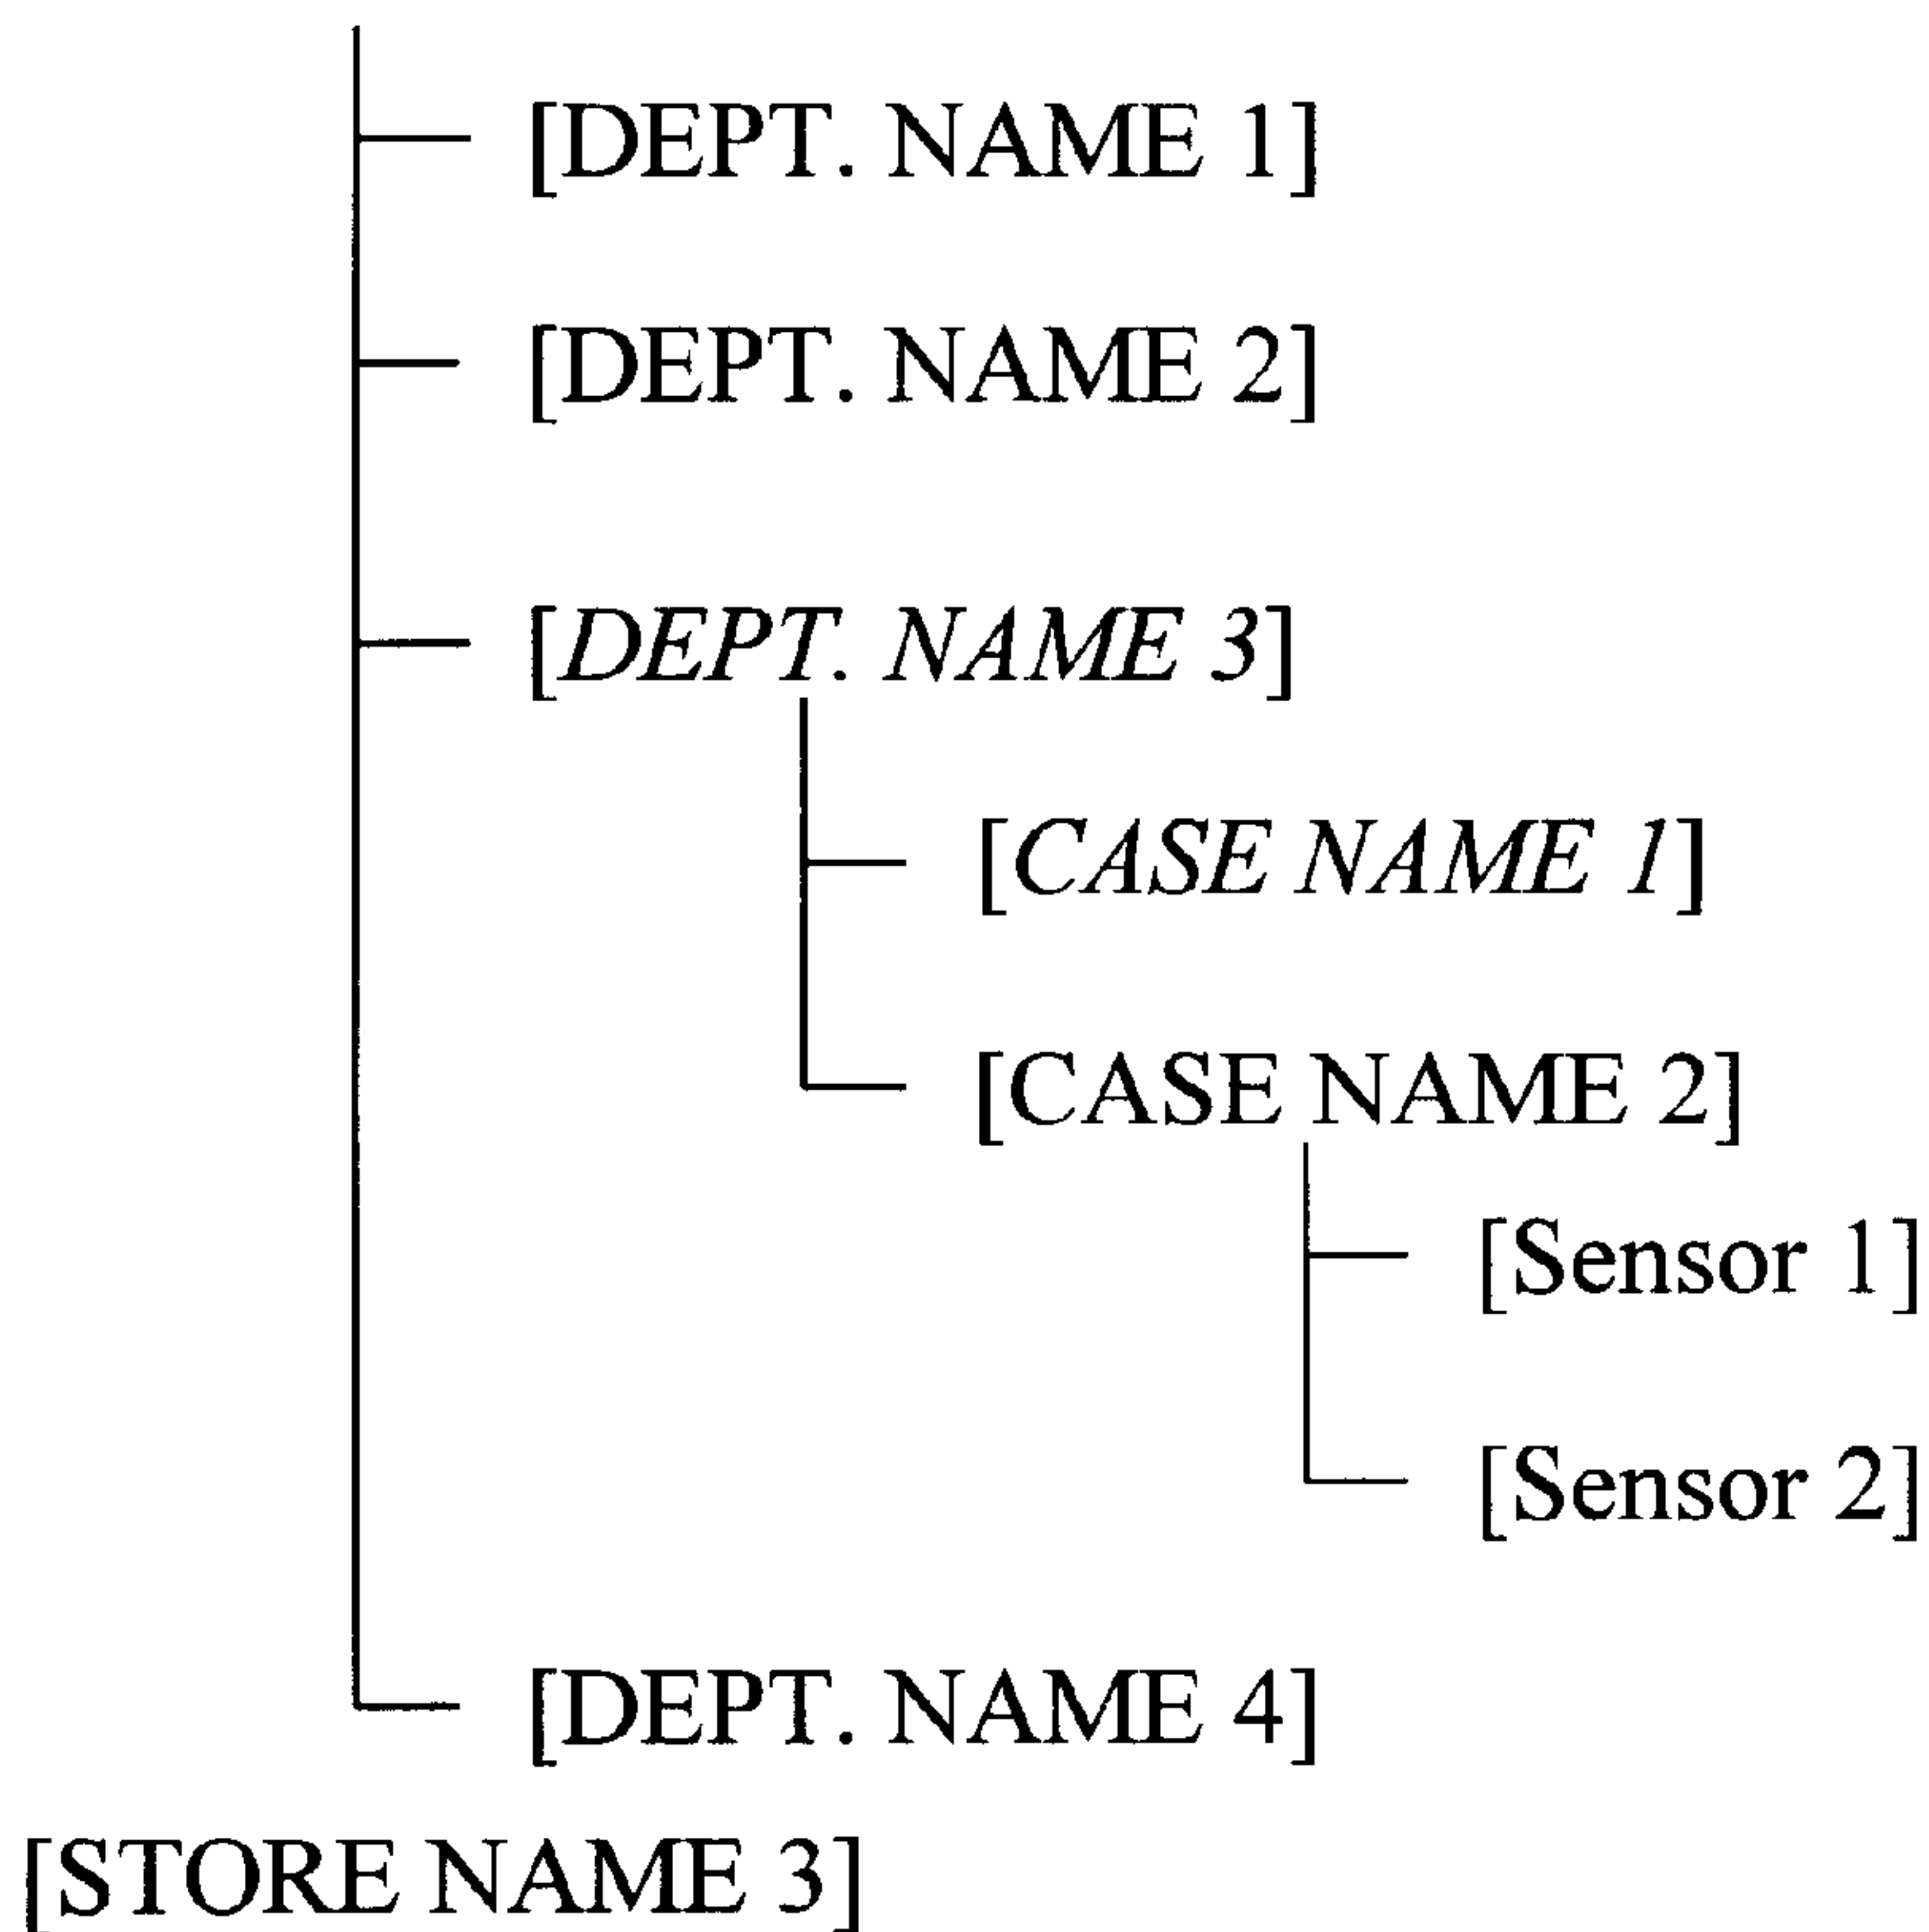 [DEPT. NAME 1]
[DEPT. NAME 2]
[DEPT. NAME 3]
[CASE NAME 1]
[CASE NAME 2]
[Sensor 1]
[Sensor 2]
[DEPT. NAME 4]
[STORE NAME 3]